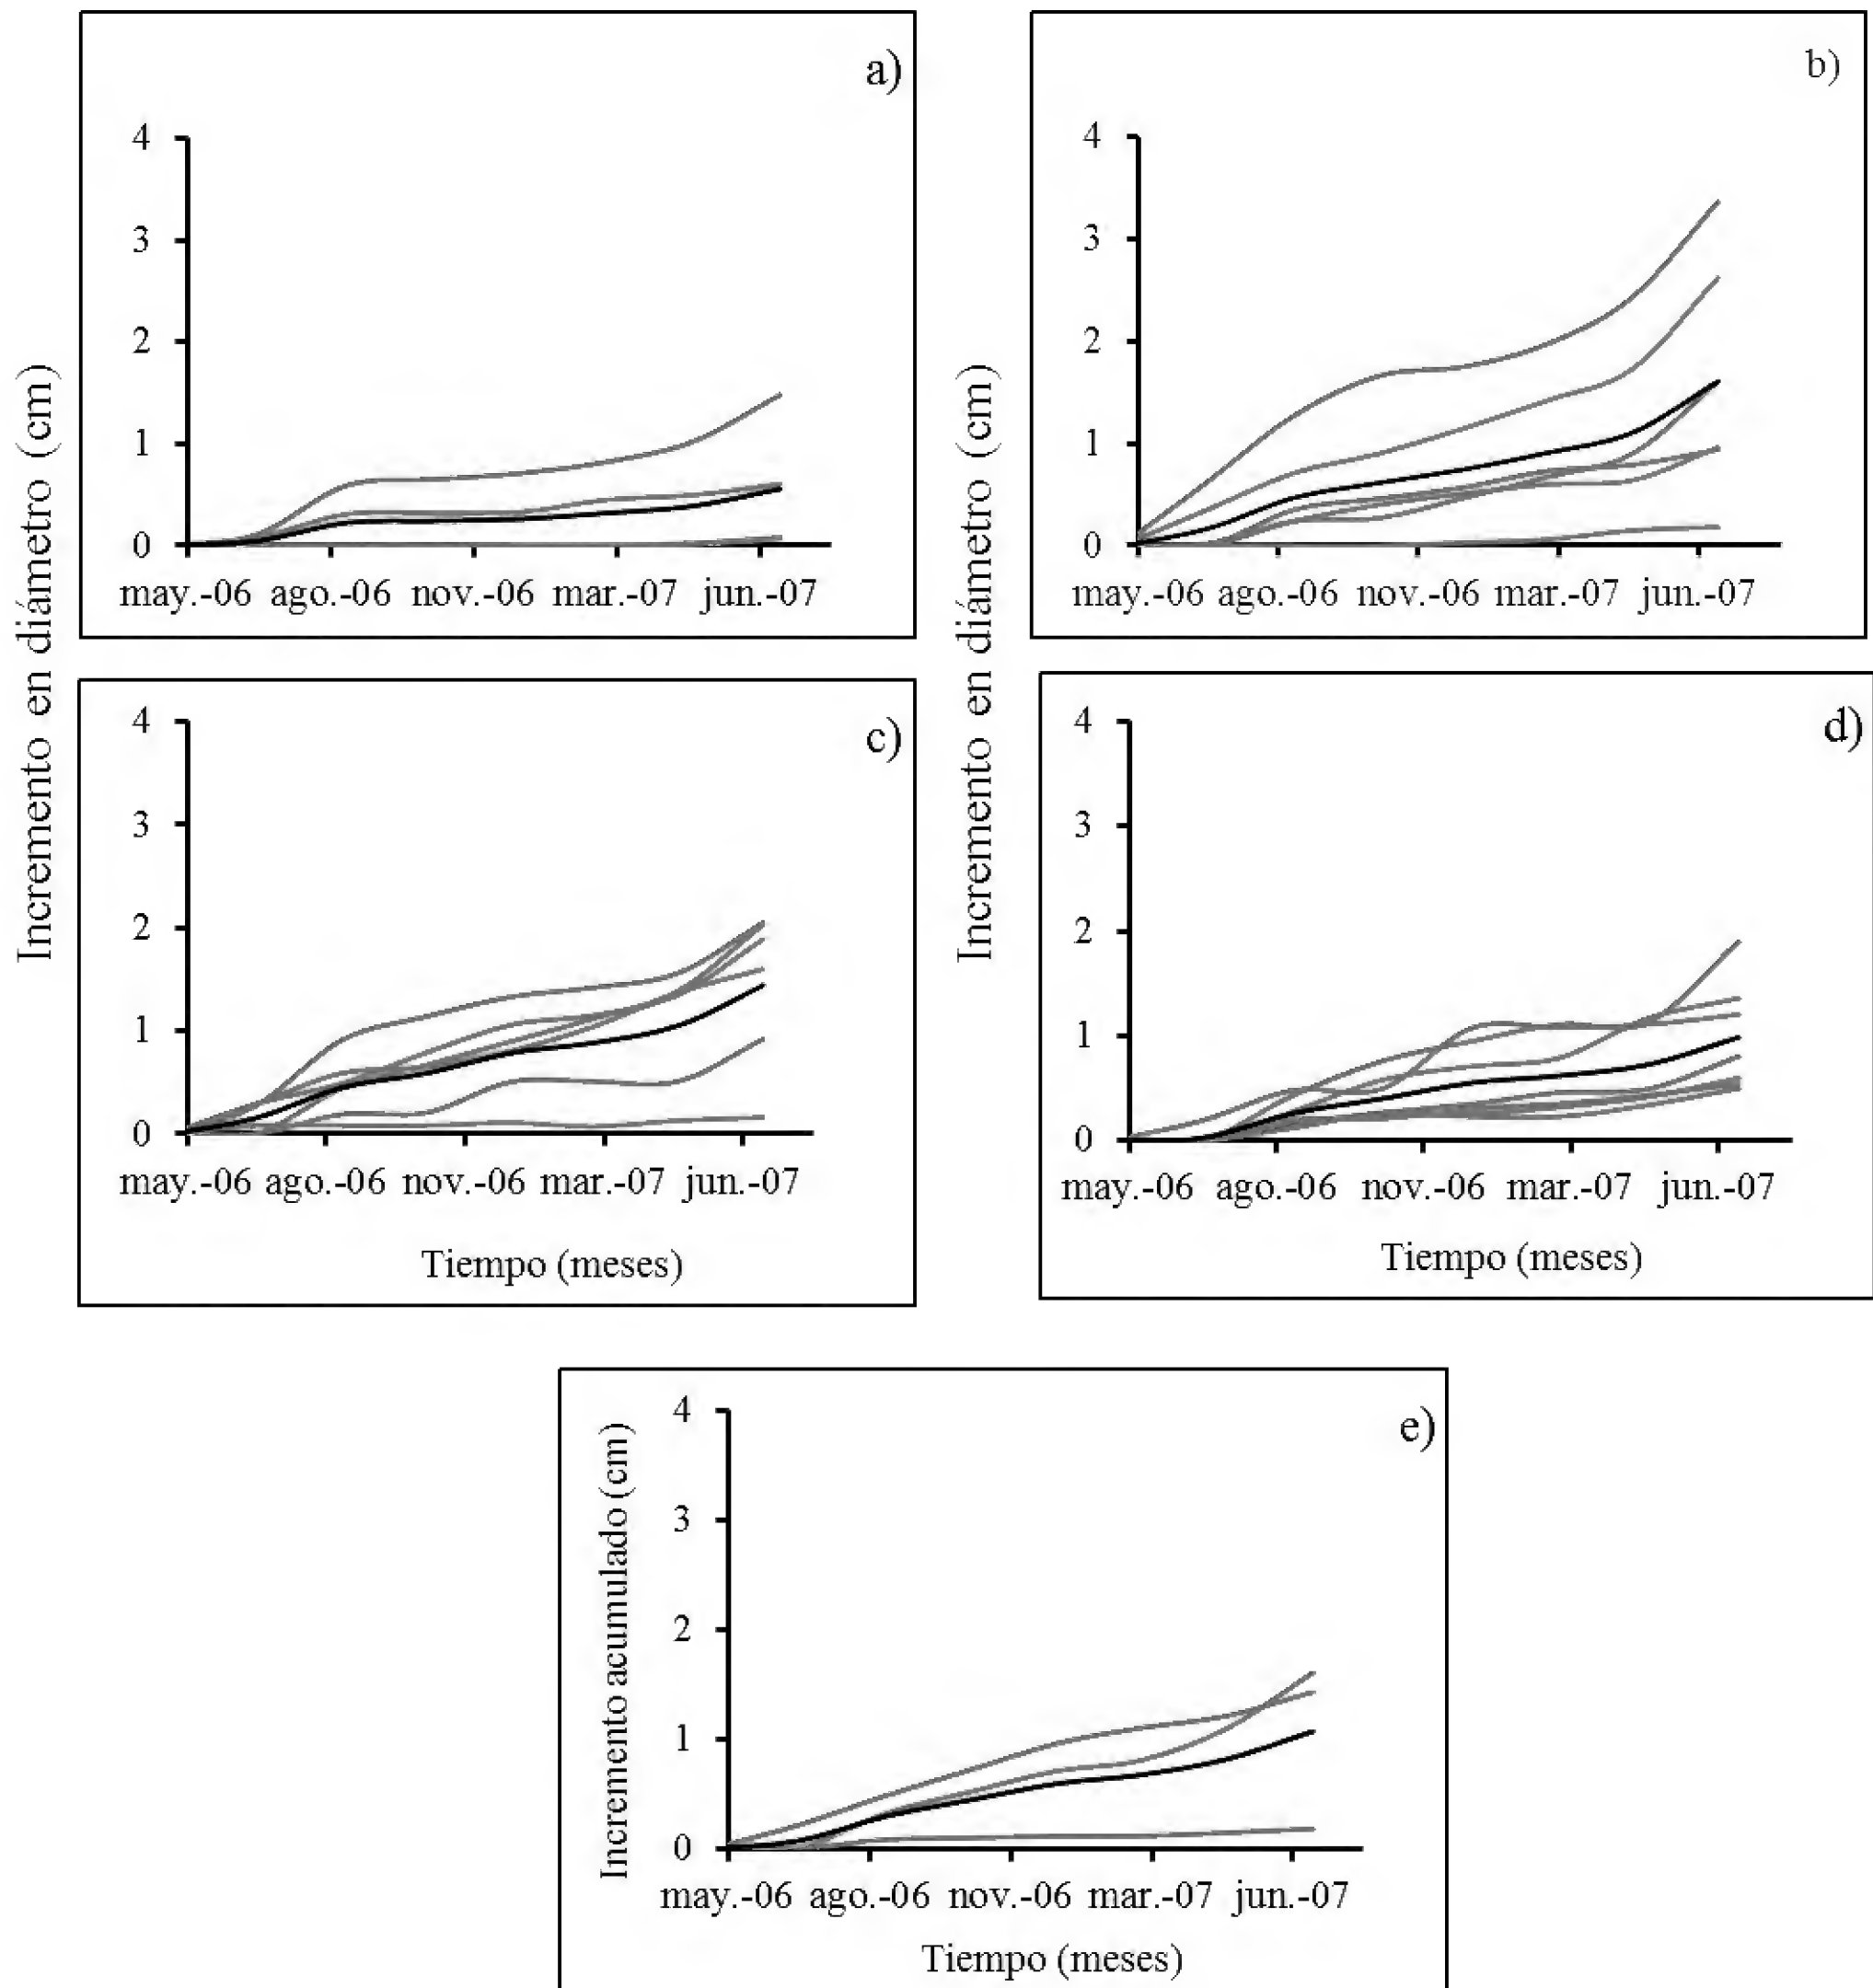 a)
4
3
2
1
0
may.-06 ago.-06 nov.-06 mar.-07 jun.-07
Incremento en diámetro (cm)
b)
4
3
2
1
0
may.-06 ago.-06 nov.-06 mar.-07 jun.-07
Incremento en diámetro (cm)
c)
4
3
2
1
0
may.-06 ago.-06 nov.-06 mar.-07 jun.-07
Tiempo (meses)
d)
4
3
2
1
0
may.-06 ago.-06 nov.-06 mar.-07 jun.-07
Tiempo (meses)
e)
Incremento acumulado (cm)
4
3
2
1
0
may.-06 ago.-06 nov.-06 mar.-07 jun.-07
Tiempo (meses)